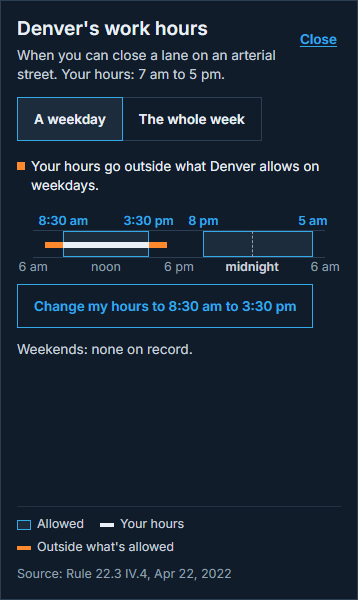 Denver's work hours
Close
When you can close a lane on an arterial
street. Your hours: 7 am to 5 pm.
A weekday
The whole week
Your hours go outside what Denver allows on
weekdays.
8:30 am 3:30 pm 8 pm 5 am
6 am noon 6 pm midnight 6 am
Change my hours to 8:30 am to 3:30 pm
Weekends: none on record.
Allowed Your hours
Outside what's allowed
Source: Rule 22.3 IV.4, Apr 22, 2022